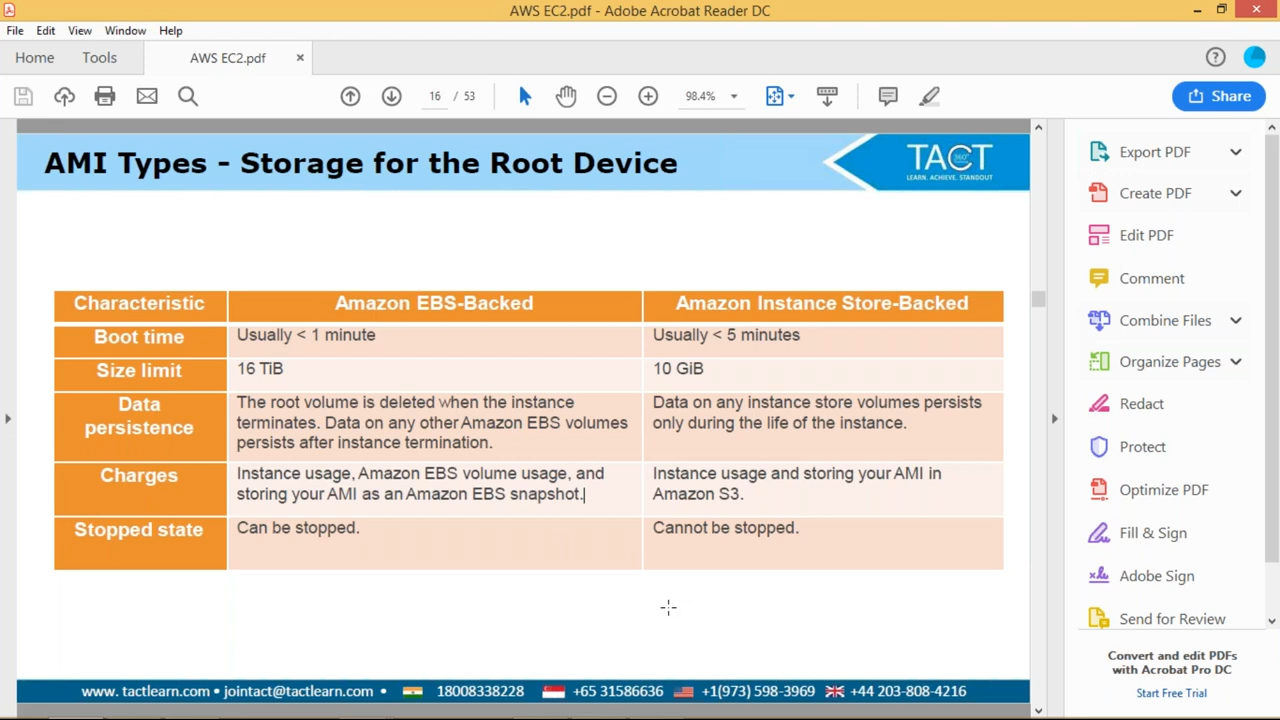 AWS EC2.pdf - Adobe Acrobat Reader DC
File Edit View Window Help
Home Tools AWS EC2.pdf ×
16 / 53 98.4% Share
AMI Types - Storage for the Root Device
TACT
360°
LEARN. ACHIEVE. STANDOUT
Characteristic Amazon EBS-Backed Amazon Instance Store-Backed
Boot time Usually < 1 minute Usually < 5 minutes
Size limit 16 TiB 10 GiB
Data
persistence
The root volume is deleted when the instance
terminates. Data on any other Amazon EBS volumes
persists after instance termination.
Data on any instance store volumes persists
only during the life of the instance.
Charges
Instance usage, Amazon EBS volume usage, and
storing your AMI as an Amazon EBS snapshot.
Instance usage and storing your AMI in
Amazon S3.
Stopped state Can be stopped. Cannot be stopped.
www. tactlearn.com • jointact@tactlearn.com • 18008338228 +65 31586636 +1(973) 598-3969 +44 203-808-4216
Export PDF
Create PDF
Edit PDF
Comment
Combine Files
Organize Pages
Redact
Protect
Optimize PDF
Fill & Sign
Adobe Sign
Send for Review
Convert and edit PDFs
with Acrobat Pro DC
Start Free Trial